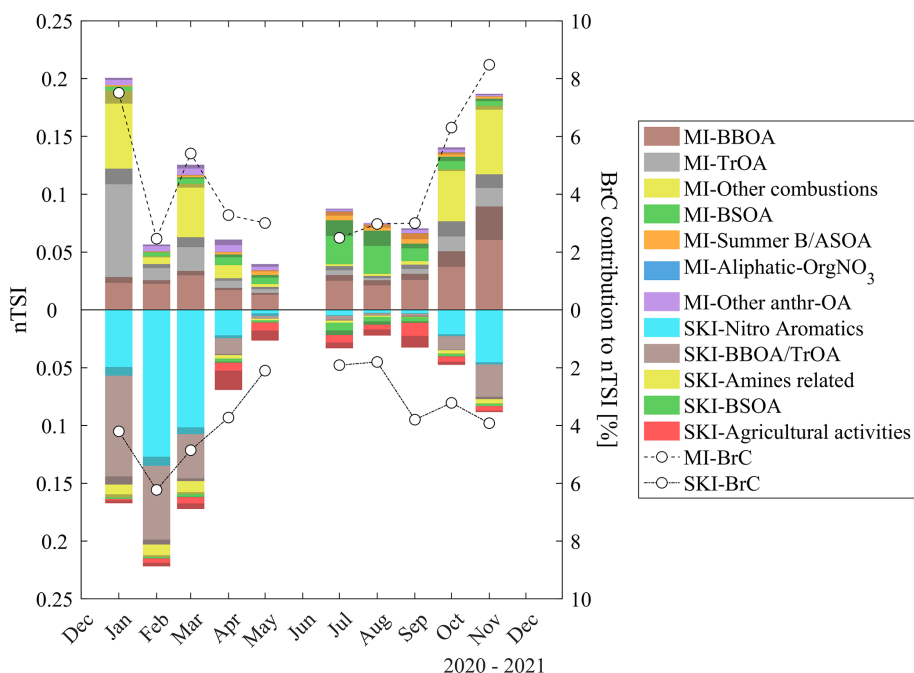 0.25
0.2
0.15
0.1
0.05
0
0.05
0.1
0.15
0.2
0.25
nTSI
10
8
6
4
2
0
2
4
6
8
10
BrC contribution to nTSI [%]
Dec
Jan
Feb
Mar
Apr
May
Jun
Jul
Aug
Sep
Oct
Nov
Dec
2020 - 2021
MI-BBOA
MI-TrOA
MI-Other combustions
MI-BSOA
MI-Summer B/ASOA
MI-Aliphatic-OrgNO3
MI-Other anthr-OA
SKI-Nitro Aromatics
SKI-BBOA/TrOA
SKI-Amines related
SKI-BSOA
SKI-Agricultural activities
MI-BrC
SKI-BrC